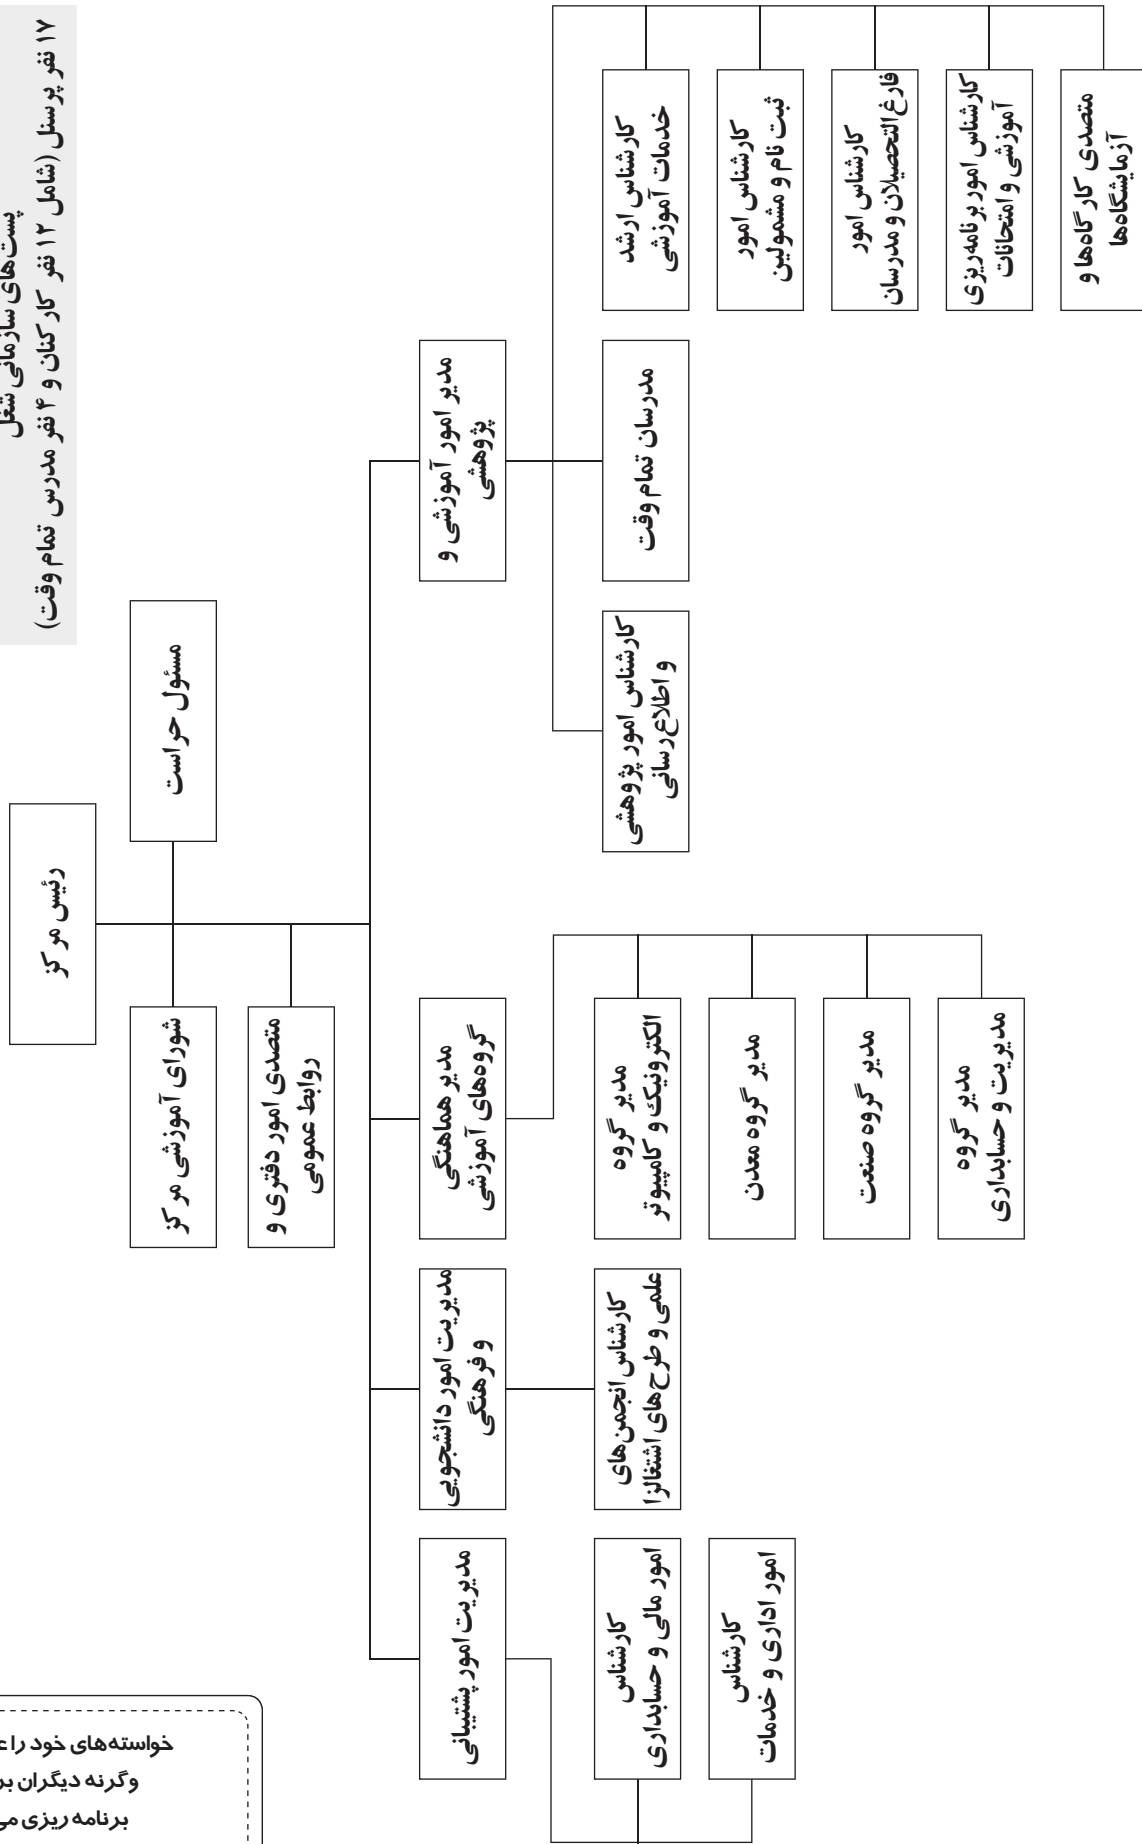 پست‌های سازمانی شغل
۱۷ نفر پرسنل (شامل ۱۲ نفر کارکنان و ۴ نفر مدرس تمام وقت)
رئیس مرکز
مسئول حراست
شورای آموزشی مرکز
متصدی امور دفتری و
روابط عمومی
مدیر امور آموزشی و
پژوهشی
کارشناس ارشد
خدمات آموزشی
کارشناس امور
ثبت نام و مشمولین
کارشناس امور
فارغ‌التحصیلان و مدرسان
کارشناس امور برنامه‌ریزی
آموزشی و امتحانات
متصدی کارگاه‌ها و
آزمایشگاه‌ها
مدرسان تمام وقت
کارشناس امور پژوهشی
و اطلاع‌رسانی
مدیر هماهنگی
گروه‌های آموزشی
مدیر گروه
الکترونیک و کامپیوتر
مدیر گروه معدن
مدیر گروه صنعت
مدیر گروه
مدیریت و حسابداری
مدیریت امور دانشجویی
و فرهنگی
کارشناس انجمن‌های
علمی و طرح‌های اشتغالزا
مدیریت امور پشتیبانی
کارشناس
امور مالی و حسابداری
کارشناس
امور اداری و خدمات
خواسته‌های خود را
وگرنه دیگران
برنامه ریزی